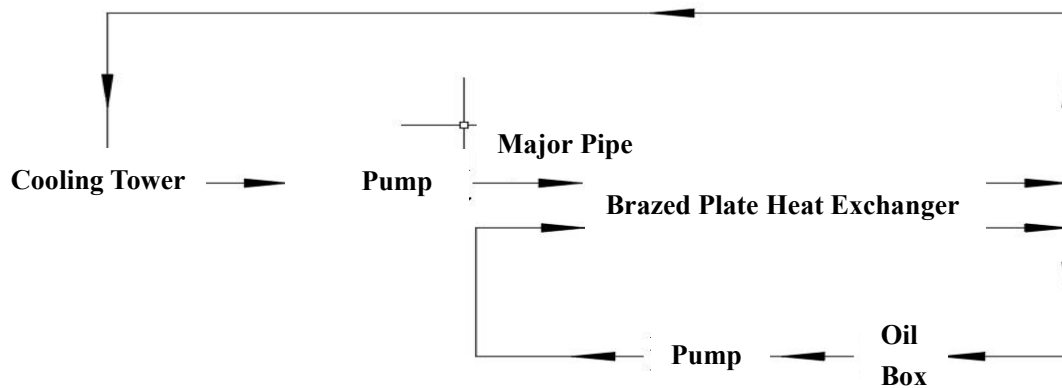 Major Pipe
Cooling Tower
Pump
Brazed Plate Heat Exchanger
Pump
Oil
Box